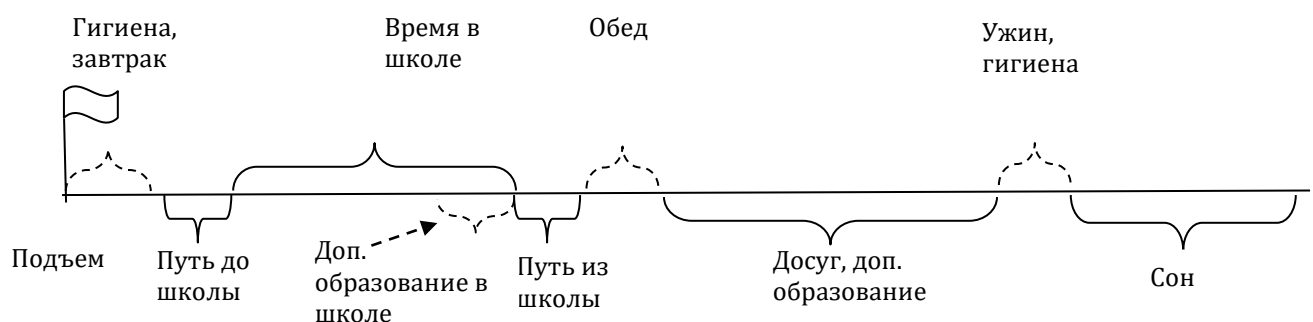 Гигиена,
завтрак
Время в
школе
Обед
Ужин,
гигиена
Подъем
Путь до
школы
Доп.
образование в
школе
Путь из
школы
Досуг, доп.
образование
Сон